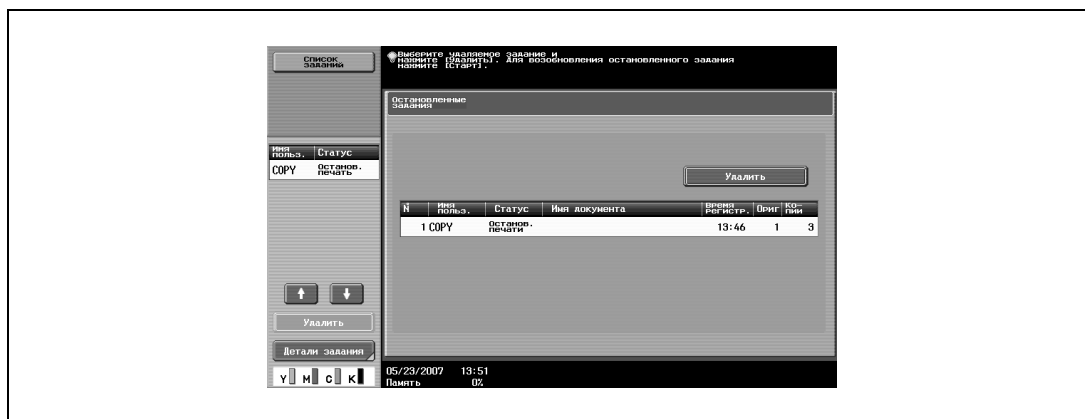 Список
заданий
Выберите удаляемое задание и
нажмите [Удалить]. Для возобновления остановленного задания
нажмите [Старт].
Остановленные
задания
Имя
польз.
Статус
COPY
Останов.
печать
Удалить
N
Имя
польз.
Статус
Имя документа
Время
регистр.
Ориг
Ко-
пии
1 COPY
Останов.
печати
13:46
1
3
Удалить
Детали задания
Y M C K
05/23/2007 13:51
Память 0%